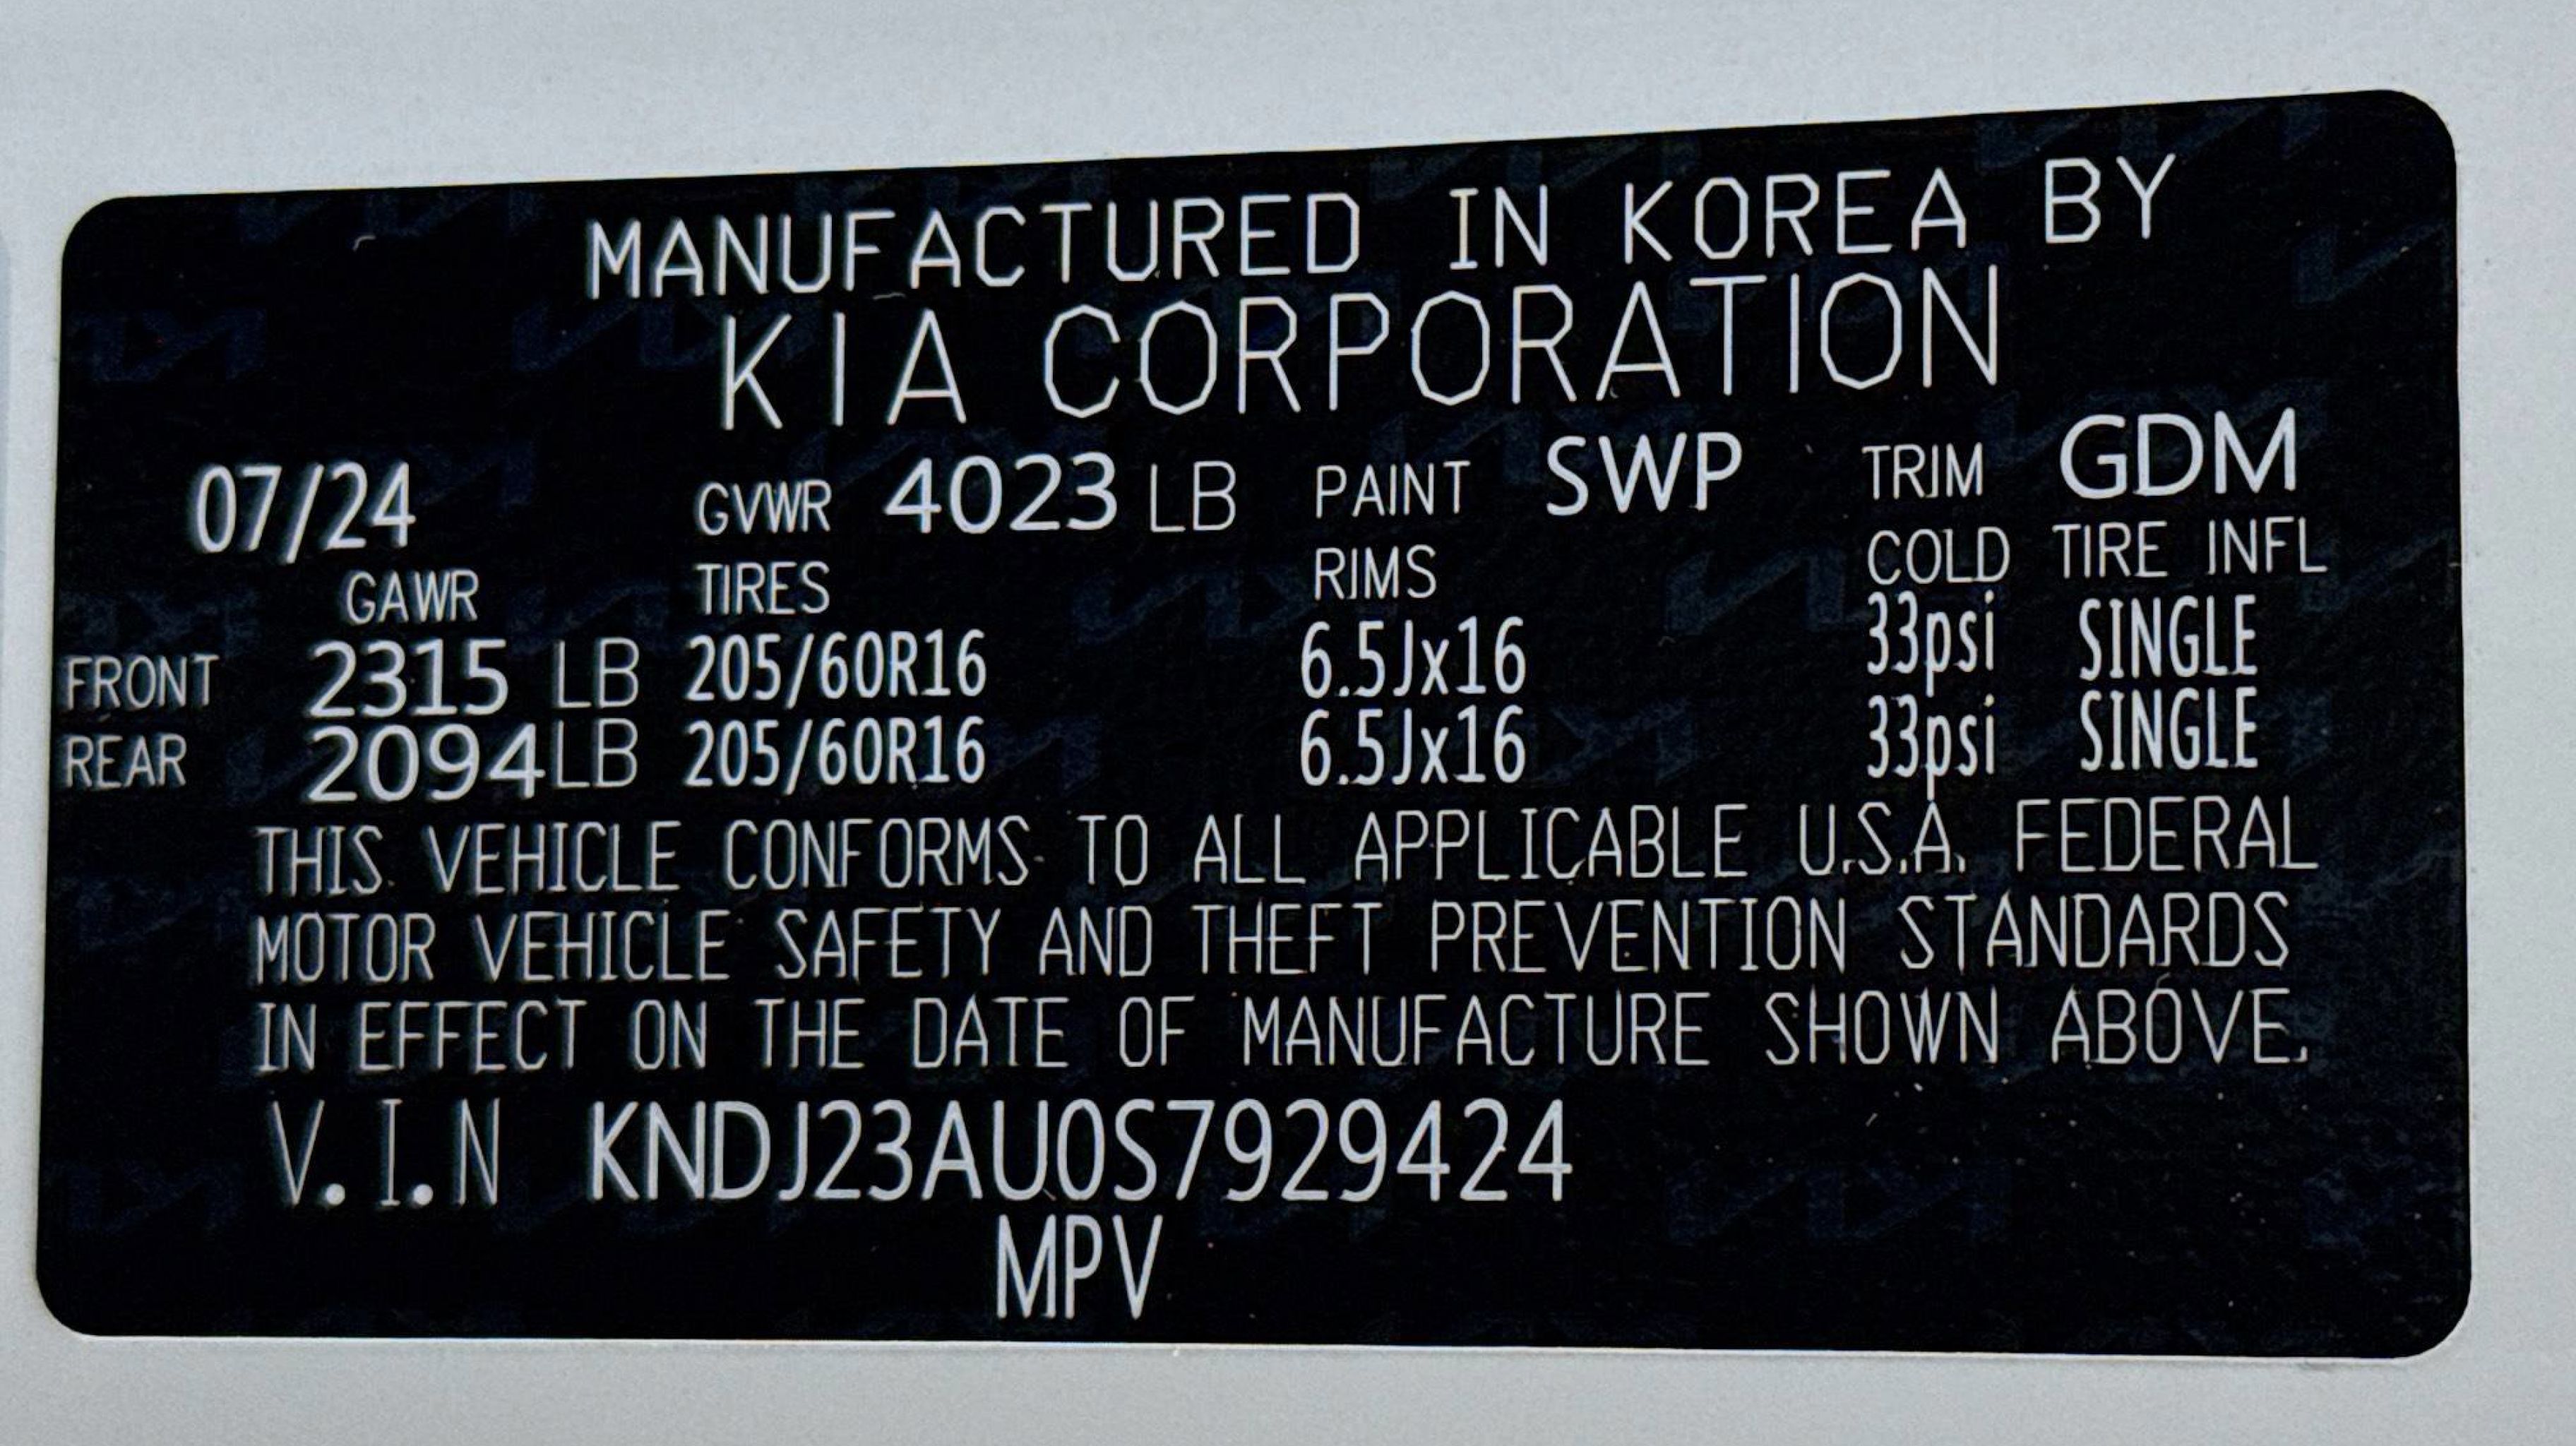 MANUFACTURED IN KOREA BY
KIA CORPORATION
07/24 GVWR 4023 LB PAINT SWP TRIM GDM
GAWR TIRES RIMS COLD TIRE INFL
FRONT 2315 LB 205/60R16 6.5Jx16 33psi SINGLE
REAR 2094 LB 205/60R16 6.5Jx16 33psi SINGLE
THIS VEHICLE CONFORMS TO ALL APPLICABLE U.S.A. FEDERAL
MOTOR VEHICLE SAFETY AND THEFT PREVENTION STANDARDS
IN EFFECT ON THE DATE OF MANUFACTURE SHOWN ABOVE.
V.I.N KNDJ23AU0S7929424
MPV